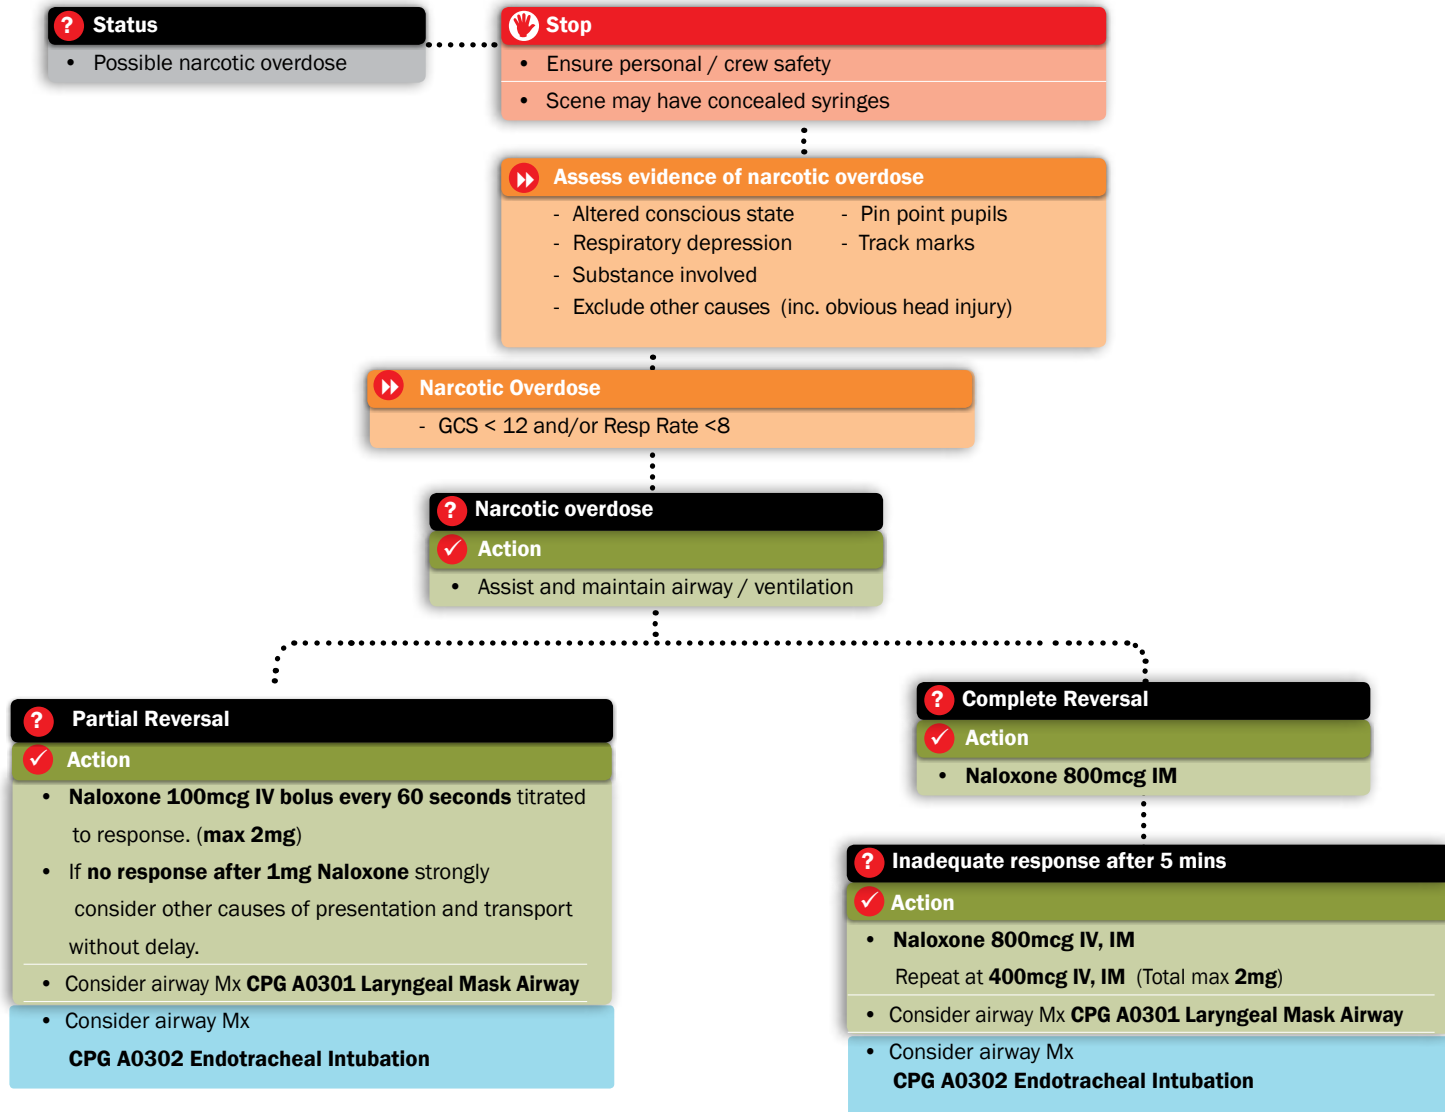 ? Status
• Possible narcotic overdose
Stop
• Ensure personal / crew safety
• Scene may have concealed syringes
Assess evidence of narcotic overdose
- Altered conscious state - Pin point pupils
- Respiratory depression - Track marks
- Substance involved
- Exclude other causes (inc. obvious head injury)
Narcotic Overdose
- GCS < 12 and/or Resp Rate <8
? Narcotic overdose
✓ Action
• Assist and maintain airway / ventilation
? Partial Reversal
✓ Action
• Naloxone 100mcg IV bolus every 60 seconds titrated
to response. (max 2mg)
• If no response after 1mg Naloxone strongly
consider other causes of presentation and transport
without delay.
• Consider airway Mx CPG A0301 Laryngeal Mask Airway
• Consider airway Mx
CPG A0302 Endotracheal Intubation
? Complete Reversal
✓ Action
• Naloxone 800mcg IM
? Inadequate response after 5 mins
✓ Action
• Naloxone 800mcg IV, IM
Repeat at 400mcg IV, IM (Total max 2mg)
• Consider airway Mx CPG A0301 Laryngeal Mask Airway
• Consider airway Mx
CPG A0302 Endotracheal Intubation